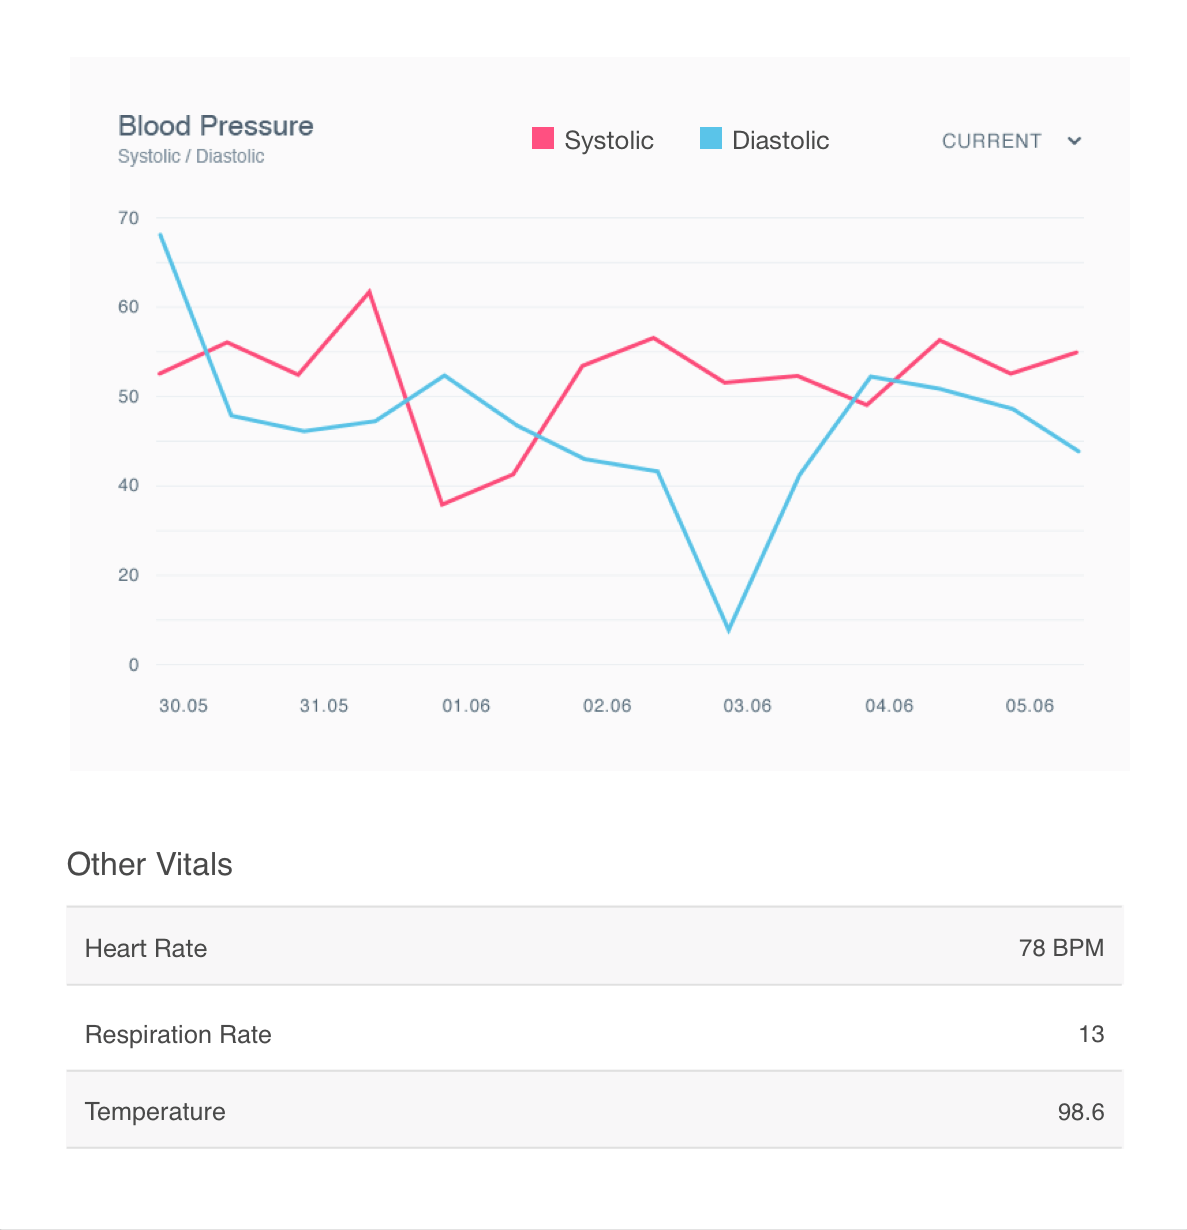 Blood Pressure
Systolic / Diastolic
Systolic
Diastolic
CURRENT
70
60
50
40
20
0
30.05 31.05 01.06 02.06 03.06 04.06 05.06
Other Vitals
Heart Rate 78 BPM
Respiration Rate 13
Temperature 98.6